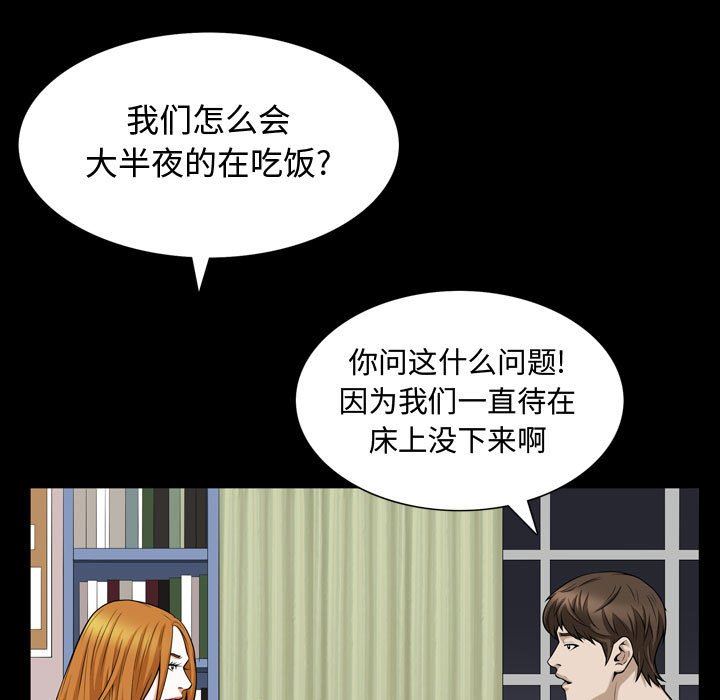 我们怎么会
大半夜的在吃饭?
你问这什么问题!
因为我们一直待在
床上没下来啊